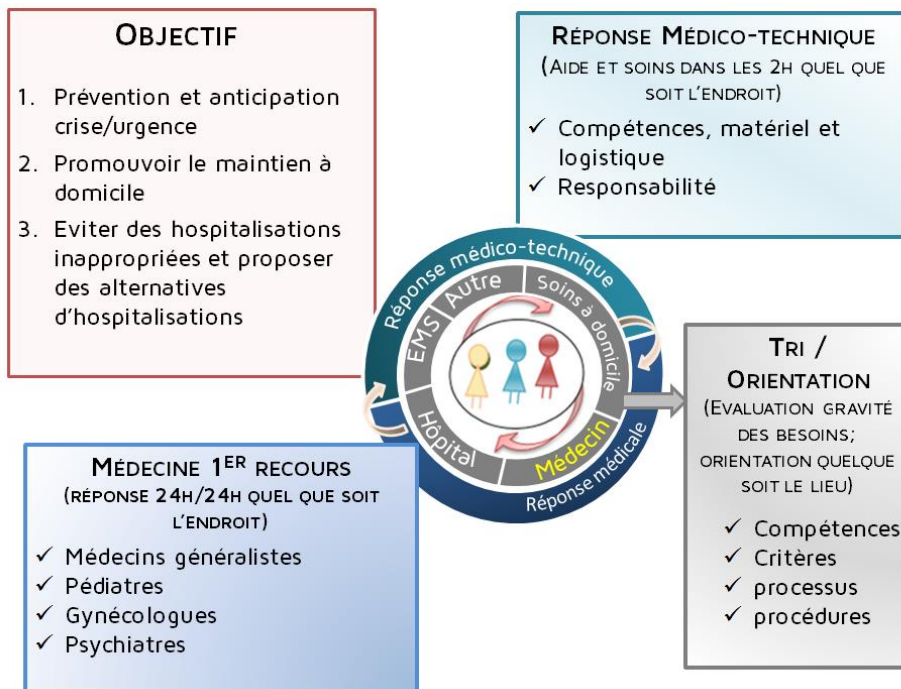 OBJECTIF
1. Prévention et anticipation
crise/urgence
2. Promouvoir le maintien à
domicile
3. Eviter des hospitalisations
inappropriées et proposer
des alternatives
d'hospitalisations
RÉPONSE MÉDICO-TECHNIQUE
(AIDE ET SOINS DANS LES 2H QUEL QUE
SOIT L'ENDROIT)
✓ Compétences, matériel et
logistique
✓ Responsabilité
Réponse médico-technique
EMS
Autre
Soins à domicile
Hôpital
Médecin
Réponse médicale
TRI /
ORIENTATION
(EVALUATION GRAVITÉ
DES BESOINS;
ORIENTATION QUELQUE
SOIT LE LIEU)
✓ Compétences
✓ Critères
✓ processus
✓ procédures
MÉDECINE 1ER RECOURS
(RÉPONSE 24H/24H QUEL QUE SOIT
L'ENDROIT)
✓ Médecins généralistes
✓ Pédiatres
✓ Gynécologues
✓ Psychiatres